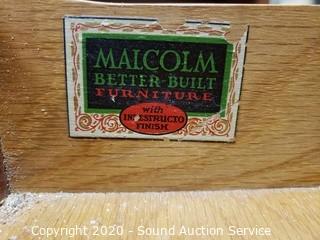 MALCOLM
BETTER-BUILT
FURNITURE
with
INDESTRUCTO
FINISH
Copyright 2020 - Sound Auction Service